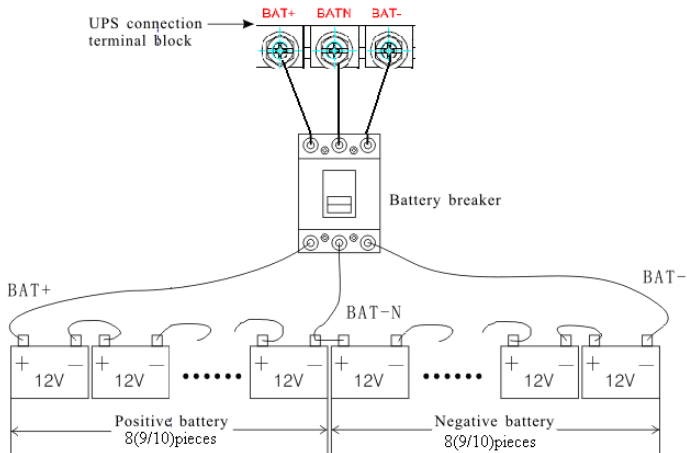 UPS connection
terminal block
BAT+ BATN BAT-
Battery breaker
BAT+
BAT-N
BAT-
+ − 12V
+ − 12V
+ − 12V
+ − 12V
+ − 12V
+ − 12V
Positive battery
8(9/10)pieces
Negative battery
8(9/10)pieces